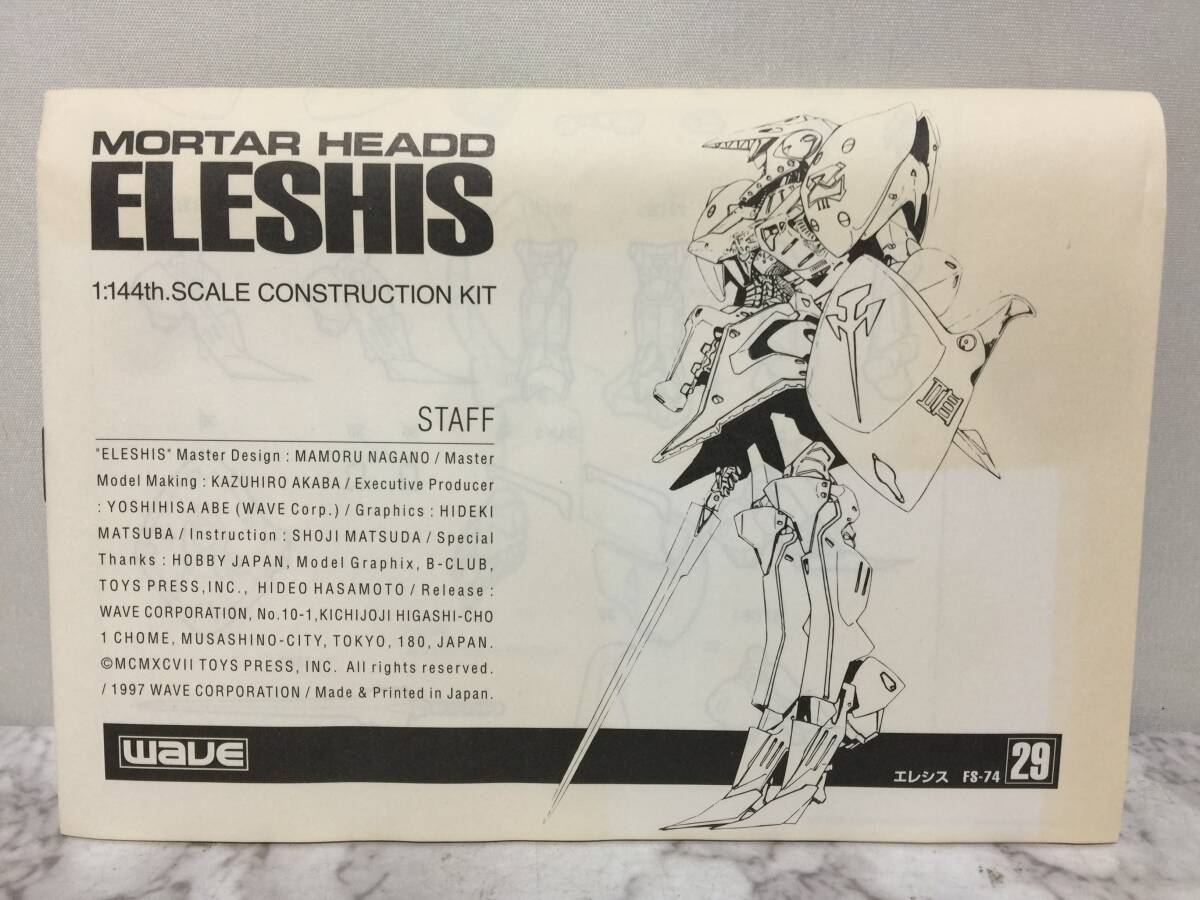 MORTAR HEADD
ELESHIS
1:144th.SCALE CONSTRUCTION KIT
STAFF
"ELESHIS" Master Design : MAMORU NAGANO / Master
Model Making : KAZUHIRO AKABA / Executive Producer
: YOSHIHISA ABE (WAVE Corp.) / Graphics : HIDEKI
MATSUBA / Instruction : SHOJI MATSUDA / Special
Thanks : HOBBY JAPAN, Model Graphix, B-CLUB,
TOYS PRESS,INC., HIDEO HASAMOTO / Release :
WAVE CORPORATION, No.10-1,KICHIJOJI HIGASHI-CHO
1 CHOME, MUSASHINO-CITY, TOKYO, 180, JAPAN.
©MCMXCVII TOYS PRESS, INC. All rights reserved.
/ 1997 WAVE CORPORATION / Made & Printed in Japan.
WAVE
エレシス FS-74 29